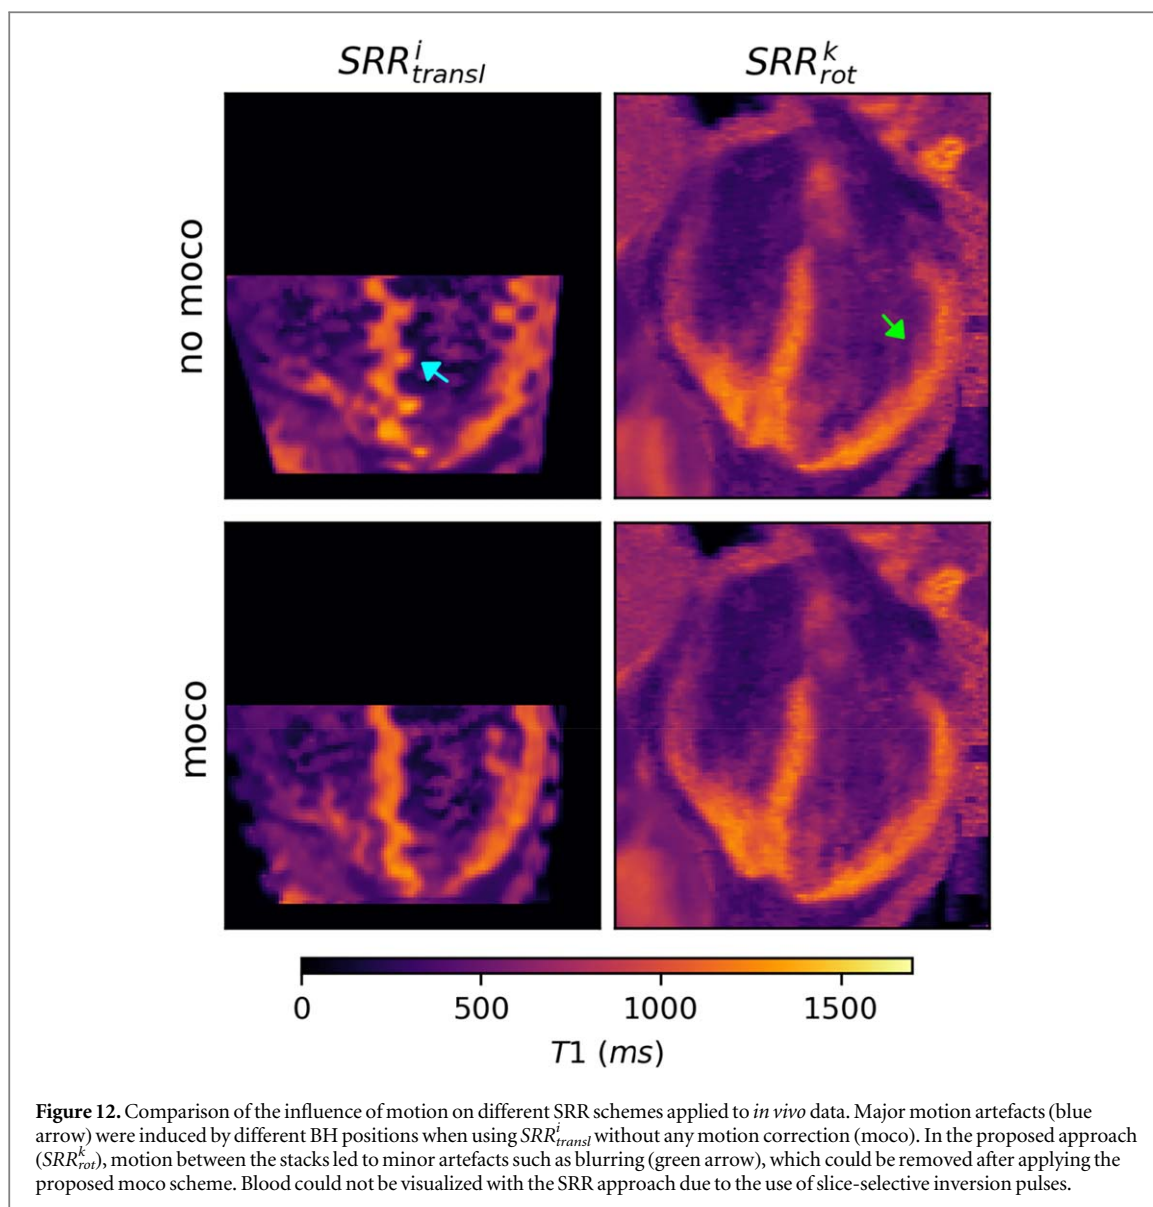 SRR^i_transl SRR^k_rot
no moco
moco
0 500 1000 1500
T1 (ms)
Figure 12. Comparison of the influence of motion on different SRR schemes applied to in vivo data. Major motion artefacts (blue
arrow) were induced by different BH positions when using SRR^i_transl without any motion correction (moco). In the proposed approach
(SRR^k_rot), motion between the stacks led to minor artefacts such as blurring (green arrow), which could be removed after applying the
proposed moco scheme. Blood could not be visualized with the SRR approach due to the use of slice-selective inversion pulses.